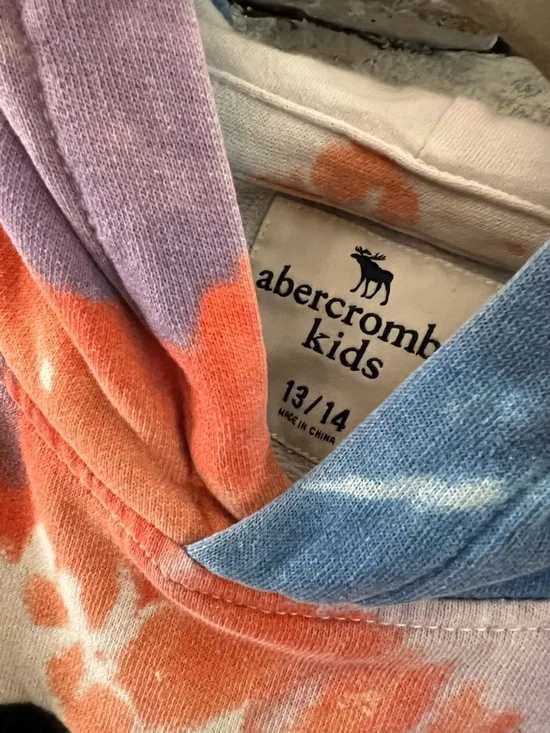 abercromb
kids
13/14
MADE IN CHINA